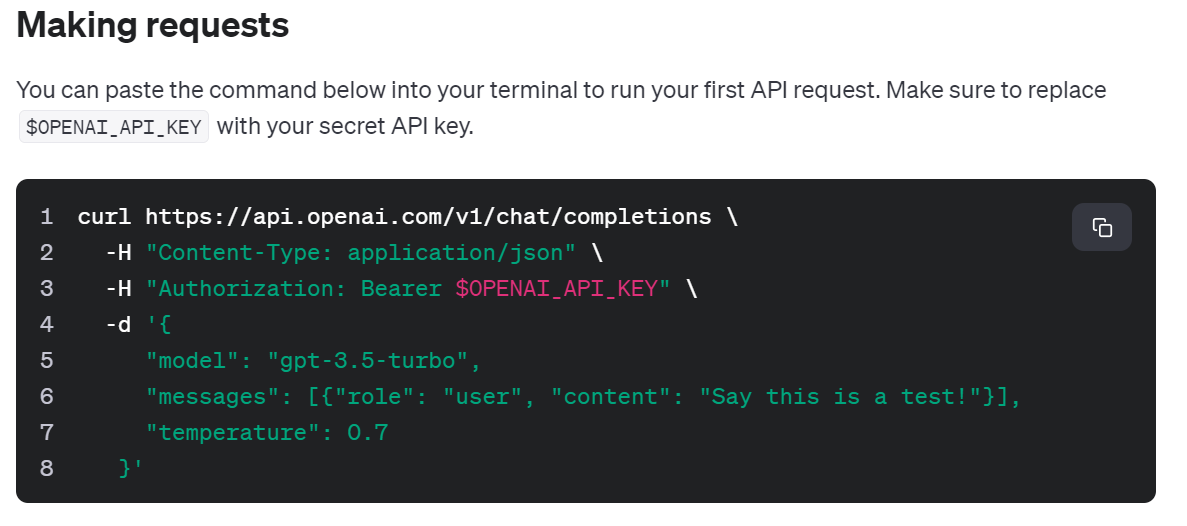 Making requests
You can paste the command below into your terminal to run your first API request. Make sure to replace
$OPENAI_API_KEY with your secret API key.
1 curl https://api.openai.com/v1/chat/completions \
2   -H "Content-Type: application/json" \
3   -H "Authorization: Bearer $OPENAI_API_KEY" \
4   -d '{
5      "model": "gpt-3.5-turbo",
6      "messages": [{"role": "user", "content": "Say this is a test!"}],
7      "temperature": 0.7
8    }'